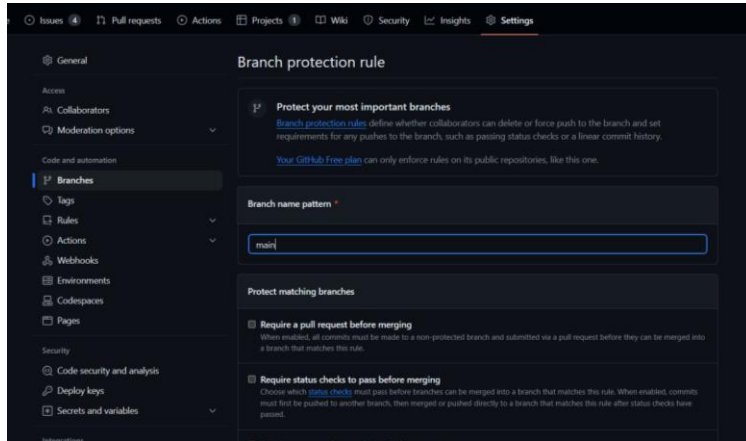 Issues 4 Pull requests Actions Projects 1 Wiki Security Insights Settings
General
Access
Collaborators
Moderation options
Code and automation
Branches
Tags
Rules
Actions
Webhooks
Environments
Codespaces
Pages
Security
Code security and analysis
Deploy keys
Secrets and variables
Branch protection rule
Protect your most important branches
Branch protection rules define whether collaborators can delete or force push to the branch and set
requirements for any pushes to the branch, such as passing status checks or a linear commit history.
Your GitHub Free plan can only enforce rules on its public repositories, like this one.
Branch name pattern *
main
Protect matching branches
Require a pull request before merging
When enabled, all commits must be made to a non-protected branch and submitted via a pull request before they can be merged into
a branch that matches this rule.
Require status checks to pass before merging
Choose which status checks must pass before branches can be merged into a branch that matches this rule. When enabled, commits
must first be pushed to another branch, then merged or pushed directly to a branch that matches this rule after status checks have
passed.